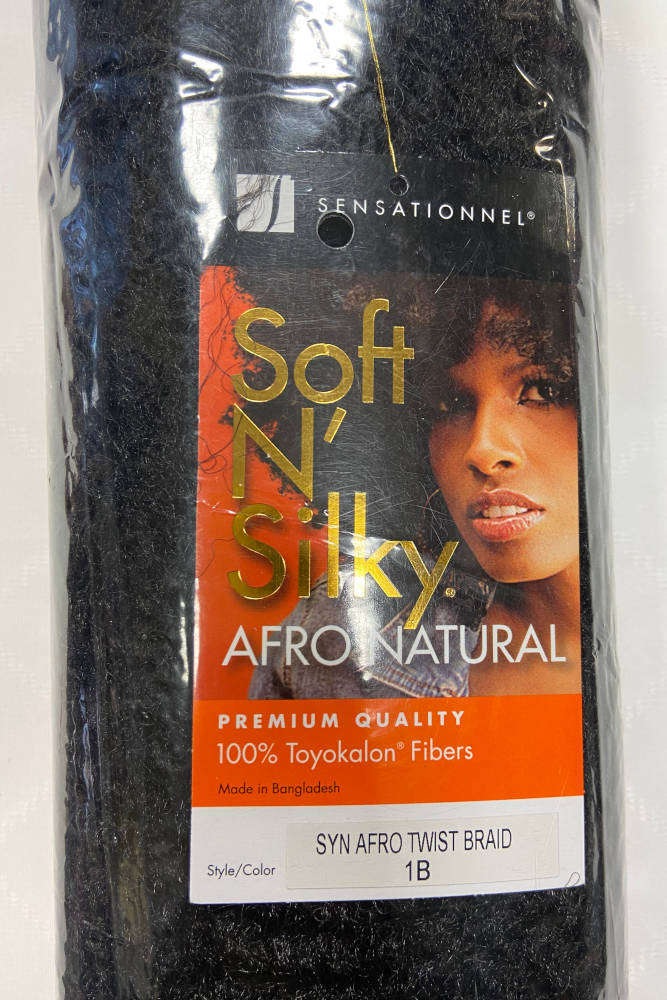 SENSATIONNEL®
Soft
N'
Silky®
AFRO NATURAL
PREMIUM QUALITY
100% Toyokalon® Fibers
Made in Bangladesh
SYN AFRO TWIST BRAID
Style/Color 1B